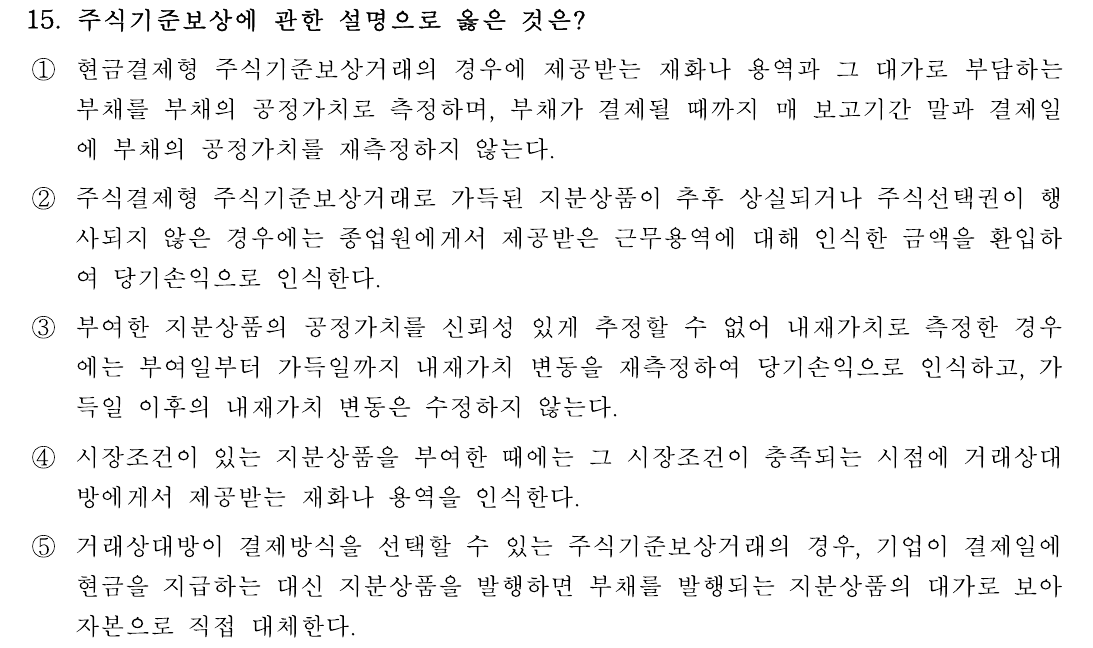 15. 주식기준보상에 관한 설명으로 옳은 것은?
① 현금결제형 주식기준보상거래의 경우에 제공받는 재화나 용역과 그 대가로 부담하는
부채를 부채의 공정가치로 측정하며, 부채가 결제될 때까지 매 보고기간 말과 결제일
에 부채의 공정가치를 재측정하지 않는다.
② 주식결제형 주식기준보상거래로 가득된 지분상품이 추후 상실되거나 주식선택권이 행
사되지 않은 경우에는 종업원에게서 제공받은 근무용역에 대해 인식한 금액을 환입하
여 당기손익으로 인식한다.
③ 부여한 지분상품의 공정가치를 신뢰성 있게 추정할 수 없어 내재가치로 측정한 경우
에는 부여일부터 가득일까지 내재가치 변동을 재측정하여 당기손익으로 인식하고, 가
득일 이후의 내재가치 변동은 수정하지 않는다.
④ 시장조건이 있는 지분상품을 부여한 때에는 그 시장조건이 충족되는 시점에 거래상대
방에게서 제공받는 재화나 용역을 인식한다.
⑤ 거래상대방이 결제방식을 선택할 수 있는 주식기준보상거래의 경우, 기업이 결제일에
현금을 지급하는 대신 지분상품을 발행하면 부채를 발행되는 지분상품의 대가로 보아
자본으로 직접 대체한다.